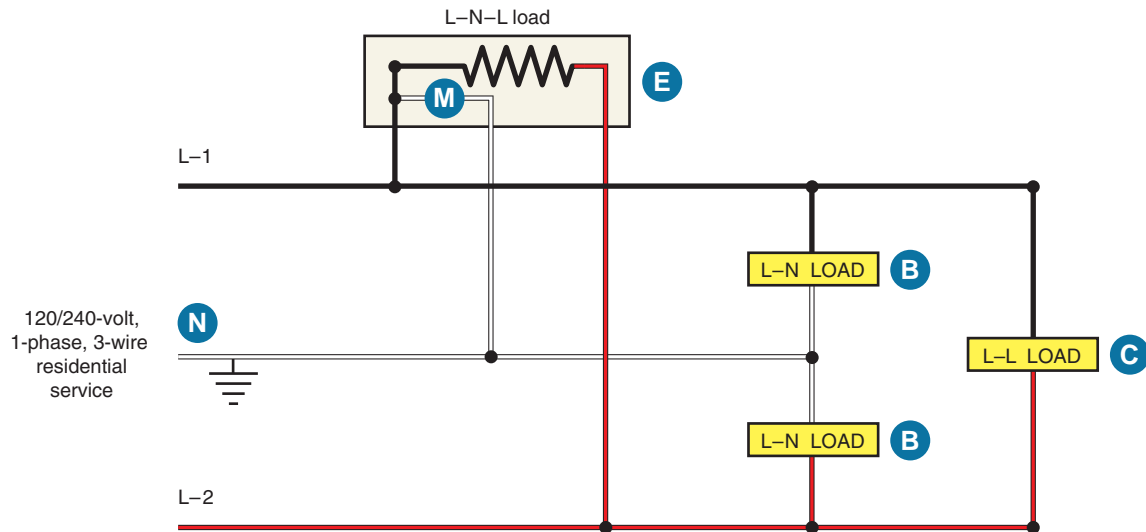 L–N–L load
E
M
L–1
L–N LOAD
B
N
120/240-volt,
1-phase, 3-wire
residential
service
L–L LOAD
C
L–N LOAD
B
L–2